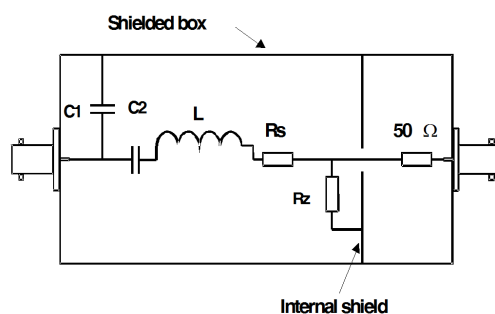 Shielded box
C1
C2
L
Rs
50 Ω
Rz
Internal shield